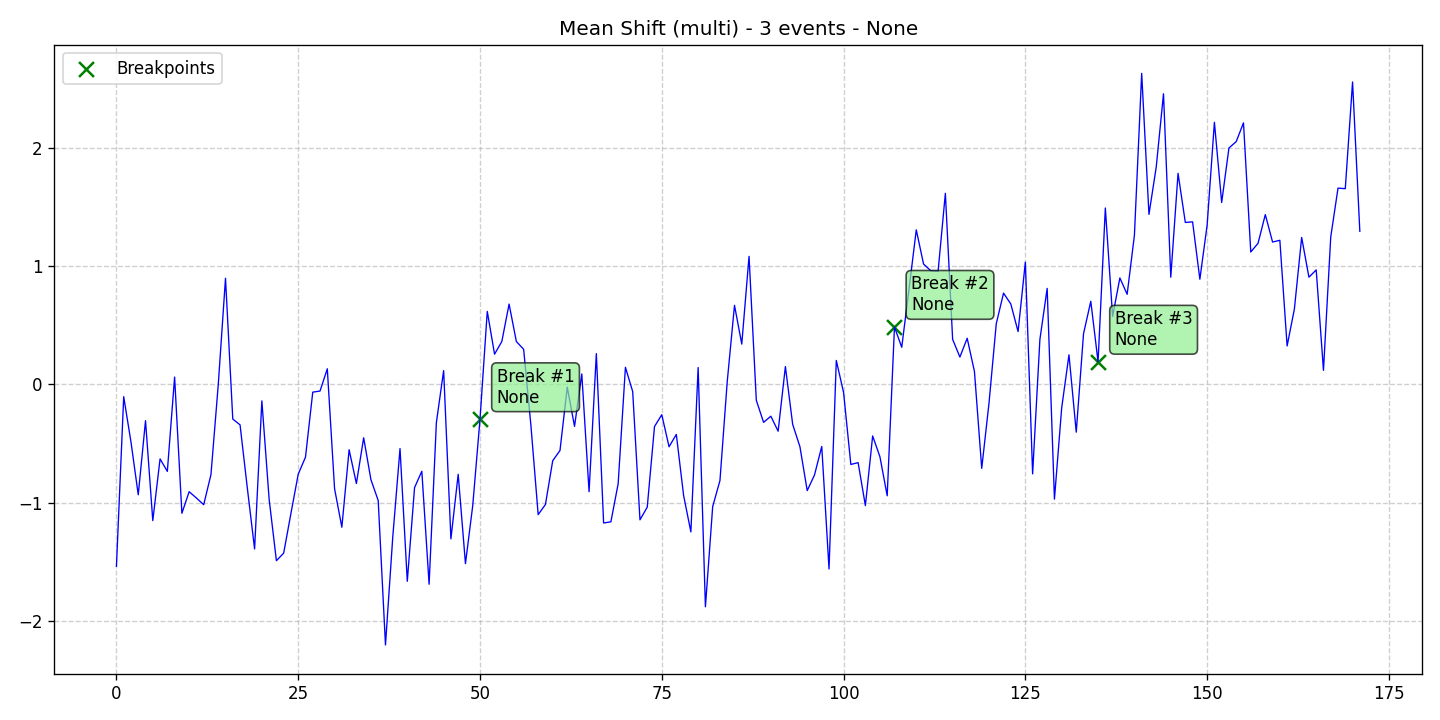 Mean Shift (multi) - 3 events - None
Breakpoints
2
1
0
−1
−2
Break #1
None
Break #2
None
Break #3
None
0
25
50
75
100
125
150
175